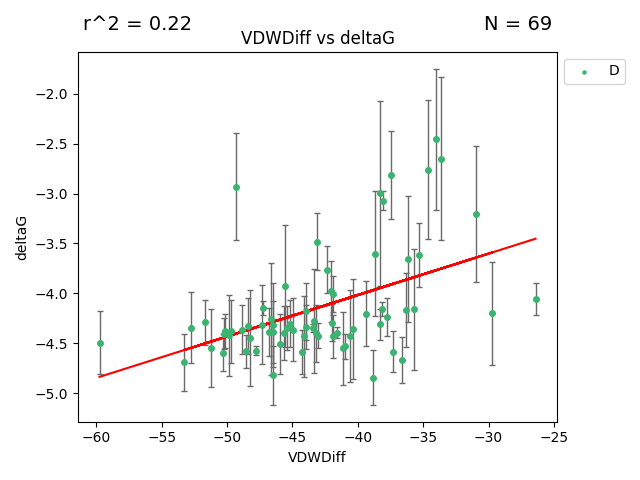 r^2 = 0.22
N = 69
VDWDiff vs deltaG
D
−2.0
−2.5
−3.0
−3.5
−4.0
−4.5
−5.0
deltaG
−60
−55
−50
−45
−40
−35
−30
−25
VDWDiff